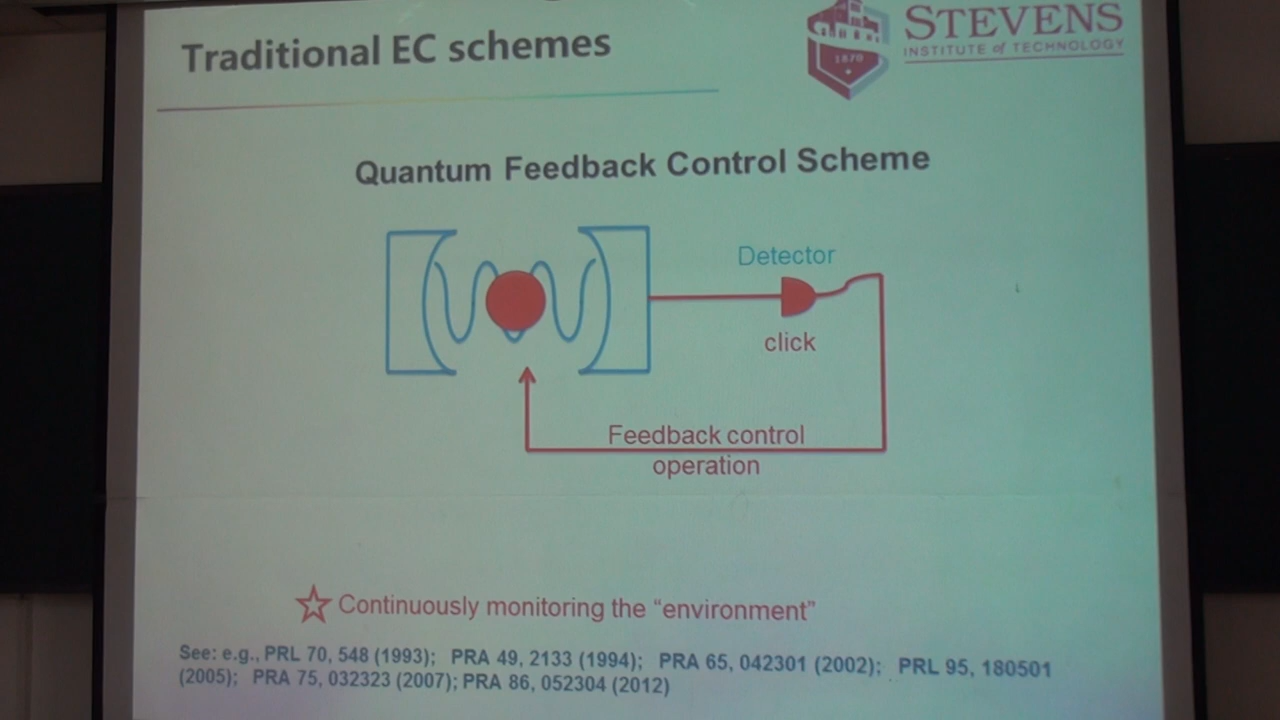 Traditional EC schemes
STEVENS
INSTITUTE of TECHNOLOGY
1870
Quantum Feedback Control Scheme
Detector
click
Feedback control
operation
Continuously monitoring the “environment”
See: e.g., PRL 70, 548 (1993); PRA 49, 2133 (1994); PRA 65, 042301 (2002); PRL 95, 180501
(2005); PRA 75, 032323 (2007); PRA 86, 052304 (2012)